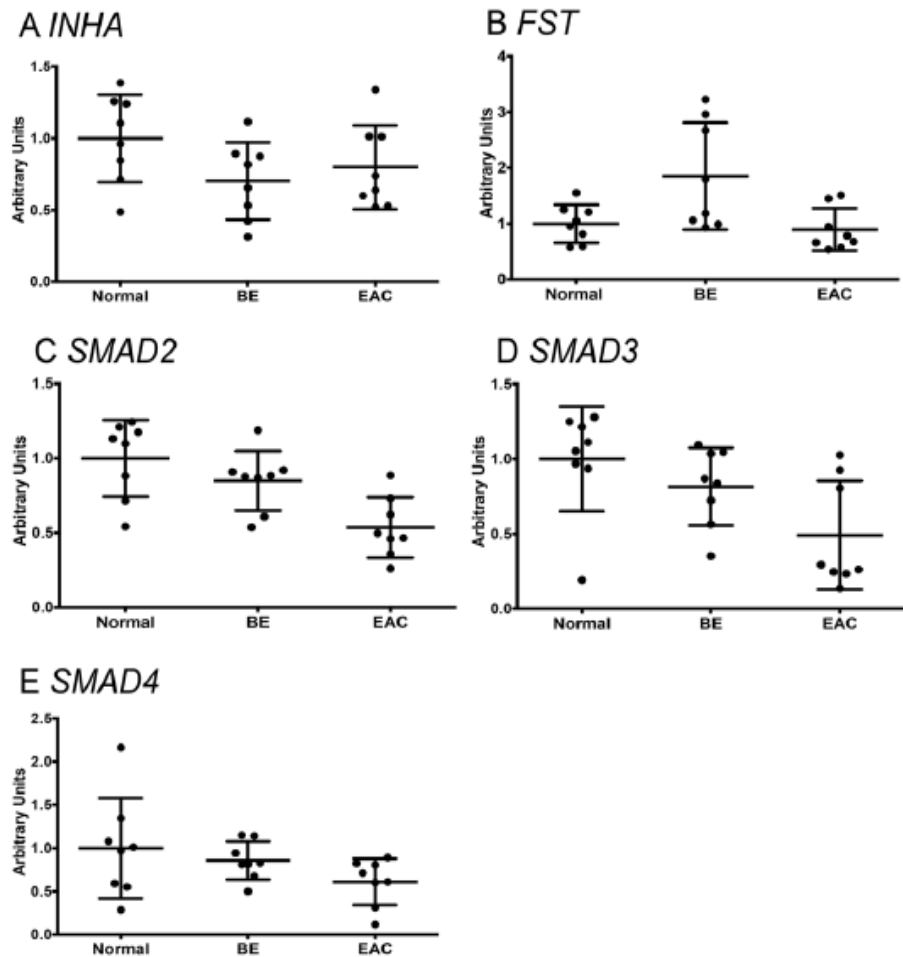 A INHA
Arbitrary Units
1.5
1.0
0.5
0.0
Normal BE EAC
B FST
Arbitrary Units
4
3
2
1
0
Normal BE EAC
C SMAD2
Arbitrary Units
1.5
1.0
0.5
0.0
Normal BE EAC
D SMAD3
Arbitrary Units
1.5
1.0
0.5
0.0
Normal BE EAC
E SMAD4
Arbitrary Units
2.5
2.0
1.5
1.0
0.5
0.0
Normal BE EAC